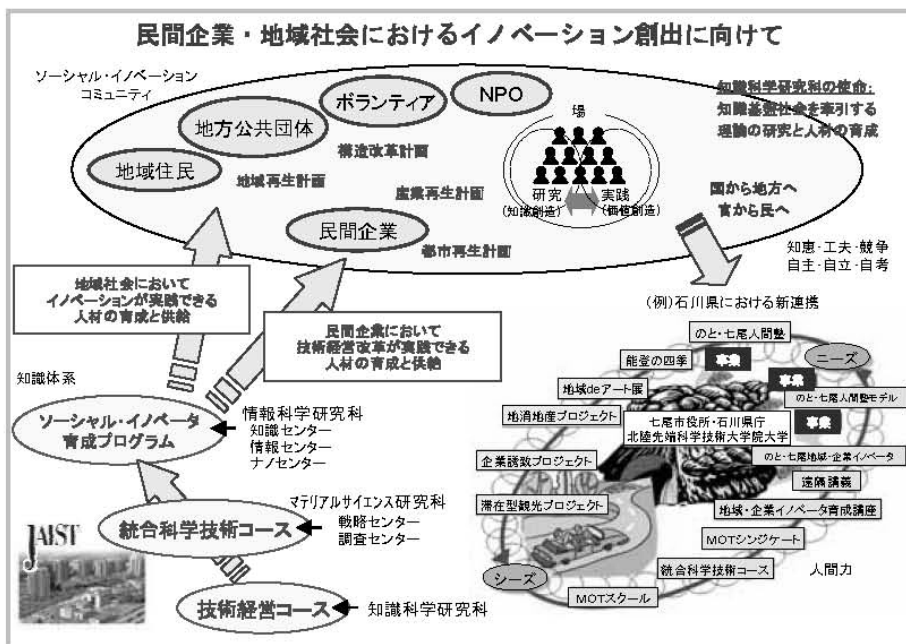 民間企業・地域社会におけるイノベーション創出に向けて
ソーシャル・イノベーション
コミュニティ
地域住民
地方公共団体
ボランティア
NPO
構造改革計画
地域再生計画
産業再生計画
都市再生計画
民間企業
場
研究
(知識創造)
実践
(価値創造)
知識科学研究科の使命:
知識基盤社会を牽引する
理論の研究と人材の育成
国から地方へ
官から民へ
知恵・工夫・競争
自主・自立・自考
地域社会において
イノベーションが実践できる
人材の育成と供給
民間企業において
技術経営改革が実践できる
人材の育成と供給
知識体系
ソーシャル・イノベータ
育成プログラム
情報科学研究科
知識センター
情報センター
ナノセンター
統合科学技術コース
マテリアルサイエンス研究科
戦略センター
調査センター
技術経営コース
知識科学研究科
JAIST
(例)石川県における新連携
のと・七尾人間塾
能登の四季
事業
ニーズ
地域deアート展
事業
のと・七尾人間塾モデル
地消地産プロジェクト
七尾市役所・石川県庁
北陸先端科学技術大学院大学
事業
企業誘致プロジェクト
のと・七尾地域・企業イノベータ
遠隔講義
滞在型観光プロジェクト
地域・企業イノベータ育成講座
MOTシンジケート
シーズ
統合科学技術コース
人間力
MOTスクール